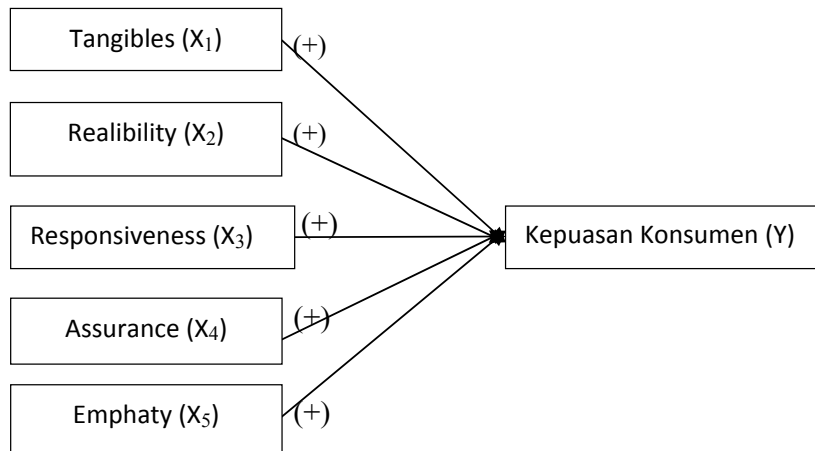 Tangibles (X₁)
(+)
Realibility (X₂)
(+)
Responsiveness (X₃)
(+)
Kepuasan Konsumen (Y)
Assurance (X₄)
(+)
Emphaty (X₅)
(+)